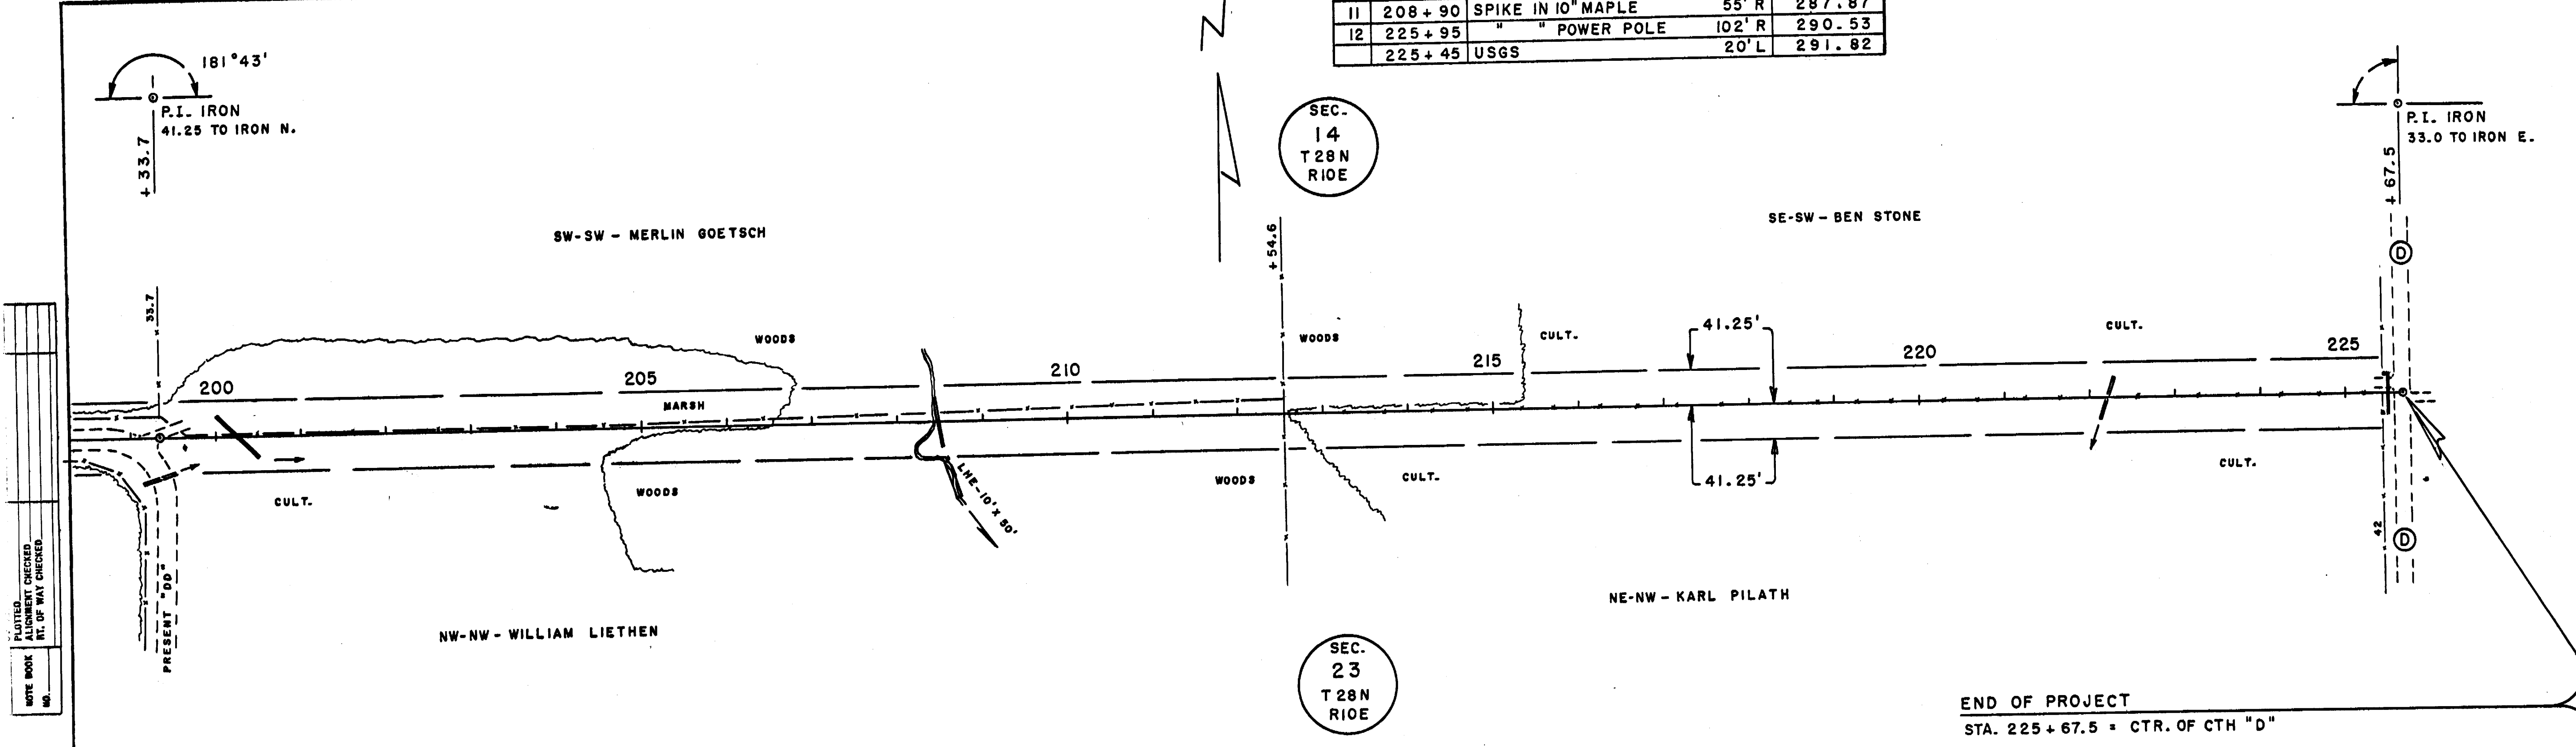 11 208+90 SPIKE IN 10" MAPLE 55' R 287.87
12 225+95 " " POWER POLE 102' R 290.53
225+45 USGS 20' L 291.82
N
181°43'
P.I. IRON
41.25 TO IRON N.
+33.7
SEC.
14
T28N
R10E
P.I. IRON
33.0 TO IRON E.
+67.5
SW-SW - MERLIN GOETSCH
+54.6
SE-SW - BEN STONE
D
33.7
WOODS
WOODS
CULT.
41.25'
CULT.
200
205
210
215
220
225
MARSH
CULT.
WOODS
LHE-10' X 50'
WOODS
CULT.
41.25'
CULT.
42
D
PRESENT "DD"
NW-NW - WILLIAM LIETHEN
NE-NW - KARL PILATH
SEC.
23
T28N
R10E
END OF PROJECT
STA. 225+67.5 = CTR. OF CTH "D"
PLOTTED
ALIGNMENT CHECKED
RT. OF WAY CHECKED
NOTE BOOK
NO.